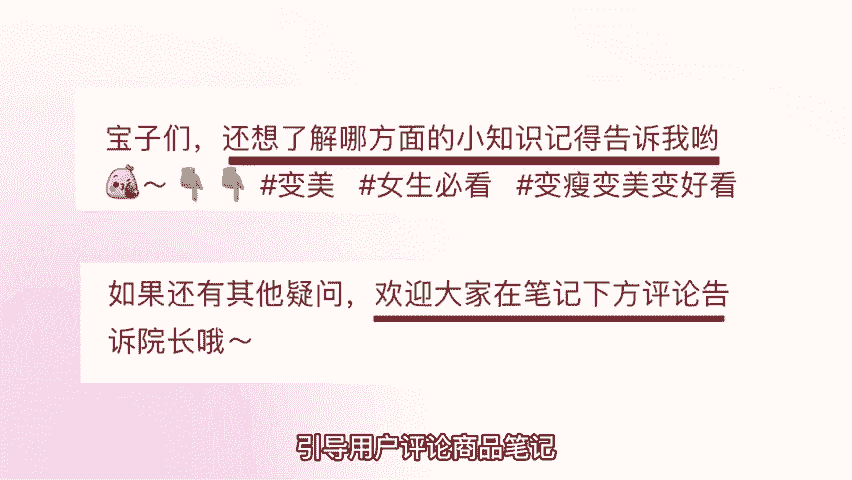 宝子们，还想了解哪方面的小知识记得告诉我哟
～👇👇 #变美 #女生必看 #变瘦变美变好看
如果还有其他疑问，欢迎大家在笔记下方评论告
诉院长哦～
引导用户评论商品笔记